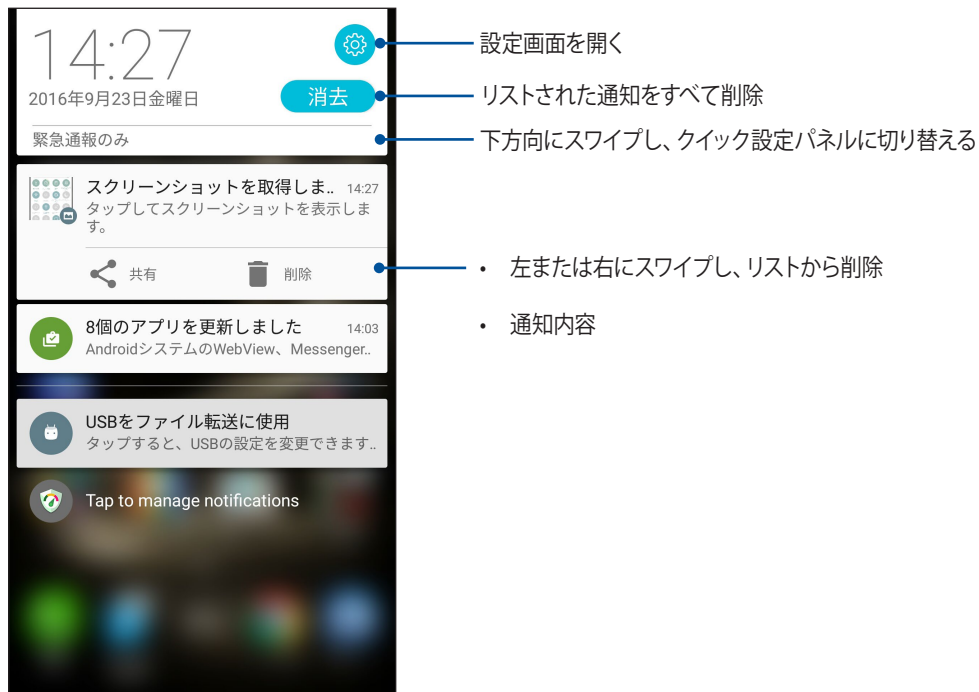 14:27
2016年9月23日金曜日
消去
緊急通報のみ
スクリーンショットを取得しま.. 14:27
タップしてスクリーンショットを表示しま
す。
共有 削除
8個のアプリを更新しました 14:03
AndroidシステムのWebView、Messenger..
USBをファイル転送に使用
タップすると、USBの設定を変更できます..
Tap to manage notifications
設定画面を開く
リストされた通知をすべて削除
下方向にスワイプし、クイック設定パネルに切り替える
• 左または右にスワイプし、リストから削除
• 通知内容